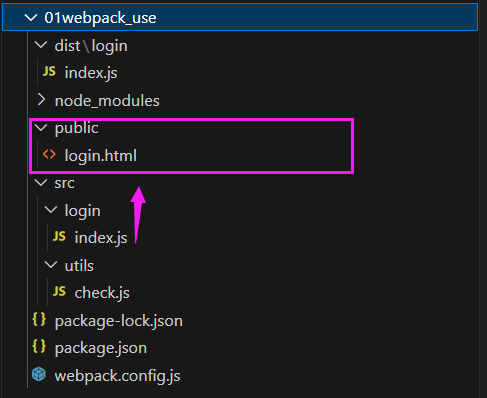 01webpack_use
dist\login
JS index.js
node_modules
public
<> login.html
src
login
JS index.js
utils
JS check.js
{} package-lock.json
{} package.json
webpack.config.js